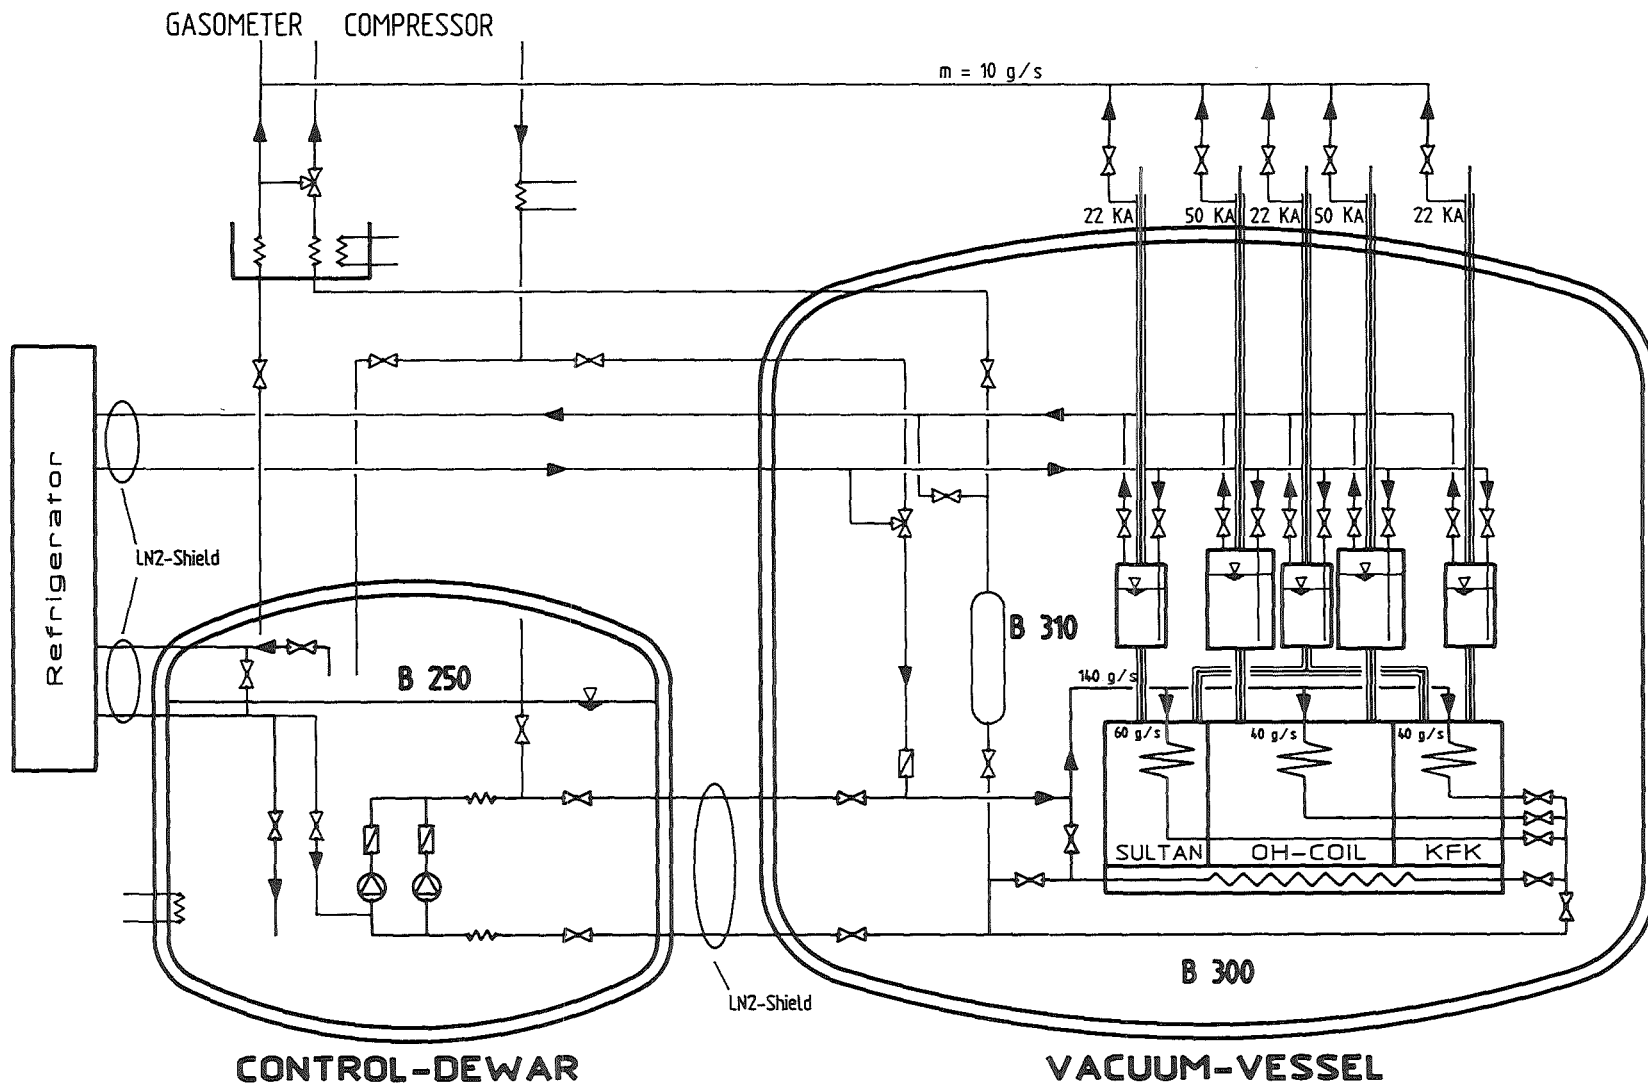 GASOMETER COMPRESSOR
m = 10 g/s
22 KA 50 KA 22 KA 50 KA 22 KA
Refrigerator
LN2-Shield
B 250
B 310
140 g/s
60 g/s 40 g/s 40 g/s
SULTAN OH-COIL KFK
B 300
LN2-Shield
CONTROL-DEWAR VACUUM-VESSEL